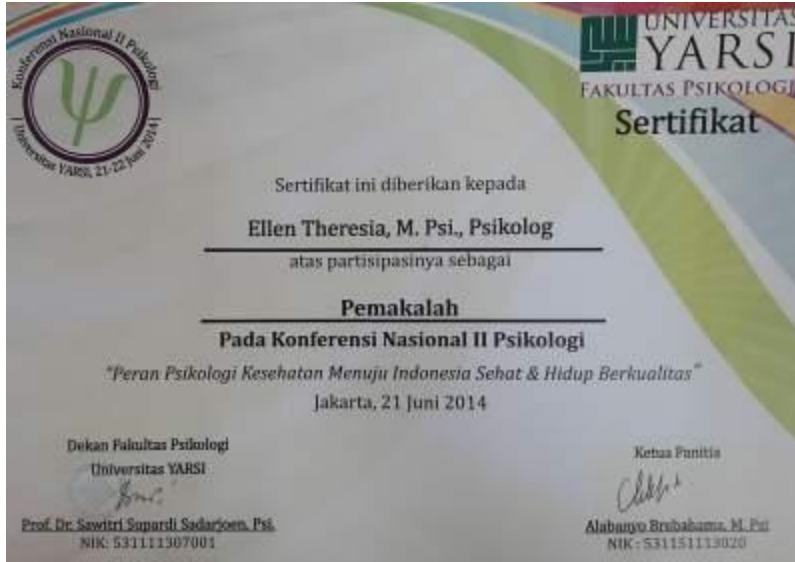 Konferensi Nasional II Psikologi
Universitas YARSI, 21-22 Juni 2014
UNIVERSITAS
YARSI
FAKULTAS PSIKOLOGI
Sertifikat
Sertifikat ini diberikan kepada
Ellen Theresia, M. Psi., Psikolog
atas partisipasinya sebagai
Pemakalah
Pada Konferensi Nasional II Psikologi
"Peran Psikologi Kesehatan Menuju Indonesia Sehat & Hidup Berkualitas"
Jakarta, 21 Juni 2014
Dekan Fakultas Psikologi
Universitas YARSI
Prof. Dr. Sawitri Supardi Sadarjoen, Psi.
NIK: 531111307001
Ketua Panitia
Alabanyo Brebahama, M. Psi
NIK : 531151113020